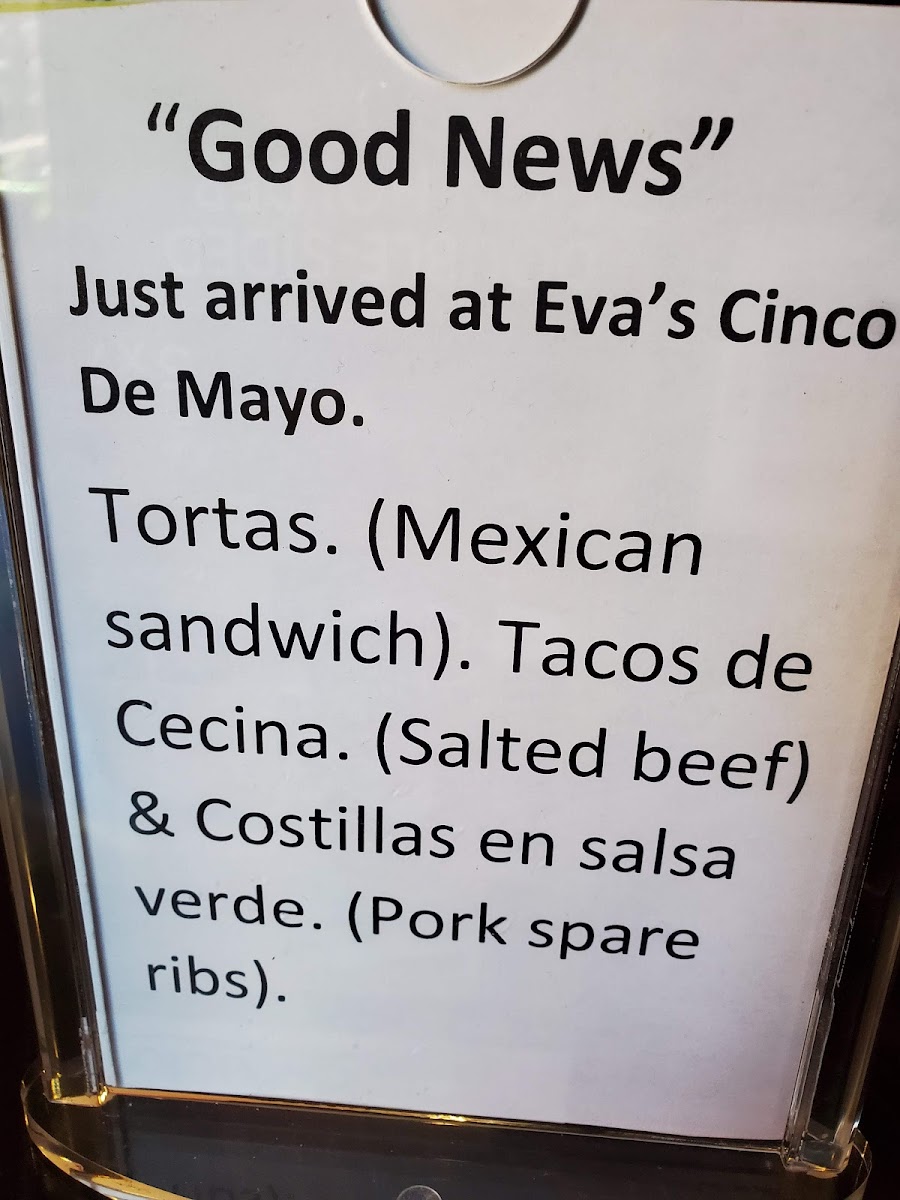 “Good News”
Just arrived at Eva’s Cinco
De Mayo.
Tortas. (Mexican
sandwich). Tacos de
Cecina. (Salted beef)
& Costillas en salsa
verde. (Pork spare
ribs).